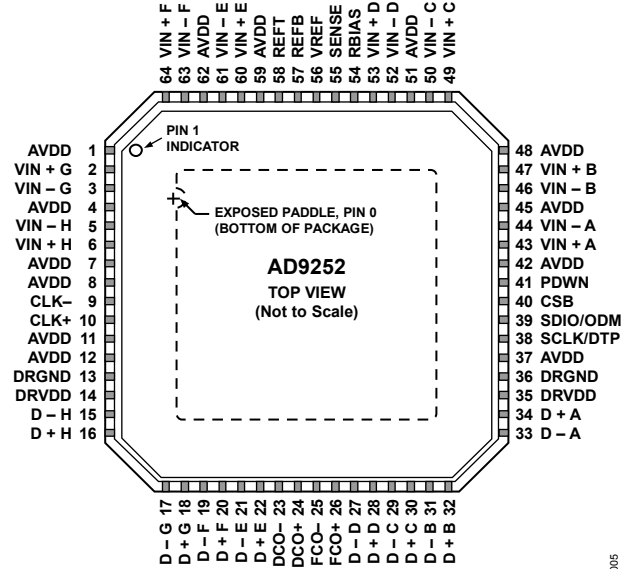 64 VIN + F
63 VIN – F
62 AVDD
61 VIN – E
60 VIN + E
59 AVDD
58 REFT
57 REFB
56 VREF
55 SENSE
54 RBIAS
53 VIN + D
52 VIN – D
51 AVDD
50 VIN – C
49 VIN + C
AVDD 1
VIN + G 2
VIN – G 3
AVDD 4
VIN – H 5
VIN + H 6
AVDD 7
AVDD 8
CLK– 9
CLK+ 10
AVDD 11
AVDD 12
DRGND 13
DRVDD 14
D – H 15
D + H 16
PIN 1
INDICATOR
EXPOSED PADDLE, PIN 0
(BOTTOM OF PACKAGE)
AD9252
TOP VIEW
(Not to Scale)
48 AVDD
47 VIN + B
46 VIN – B
45 AVDD
44 VIN – A
43 VIN + A
42 AVDD
41 PDWN
40 CSB
39 SDIO/ODM
38 SCLK/DTP
37 AVDD
36 DRGND
35 DRVDD
34 D + A
33 D – A
D – G 17
D + G 18
D – F 19
D + F 20
D – E 21
D + E 22
DCO– 23
DCO+ 24
FCO– 25
FCO+ 26
D – D 27
D + D 28
D – C 29
D + C 30
D – B 31
D + B 32
005